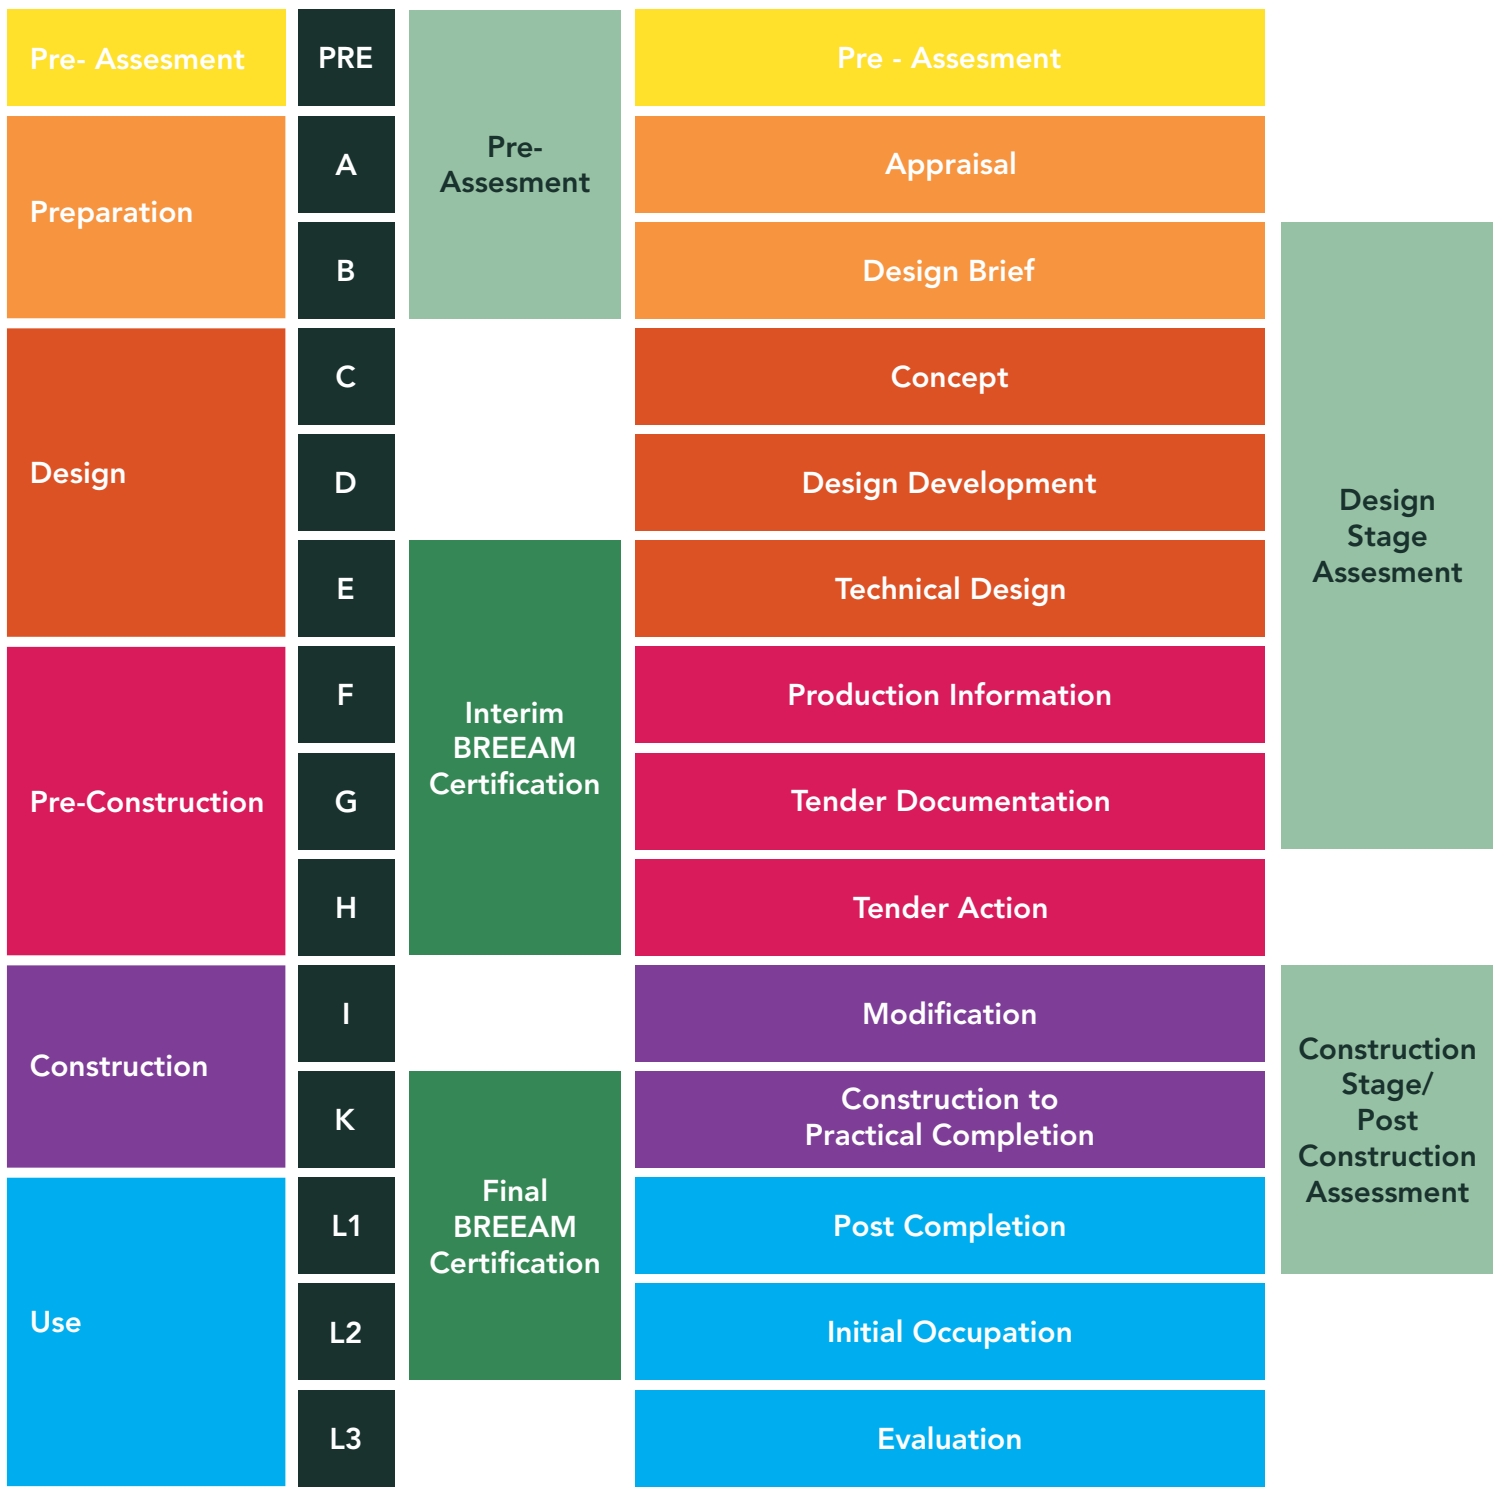 Pre- Assesment
PRE
Pre-
Assesment
Pre - Assesment
Preparation
A
Appraisal
B
Design Brief
Design
C
Concept
D
Design Development
Design
Stage
Assesment
E
Technical Design
Pre-Construction
F
Production Information
Interim
BREEAM
Certification
G
Tender Documentation
H
Tender Action
Construction
I
Modification
Construction
Stage/
Post
Construction
Assessment
K
Construction to
Practical Completion
Use
L1
Final
BREEAM
Certification
Post Completion
L2
Initial Occupation
L3
Evaluation